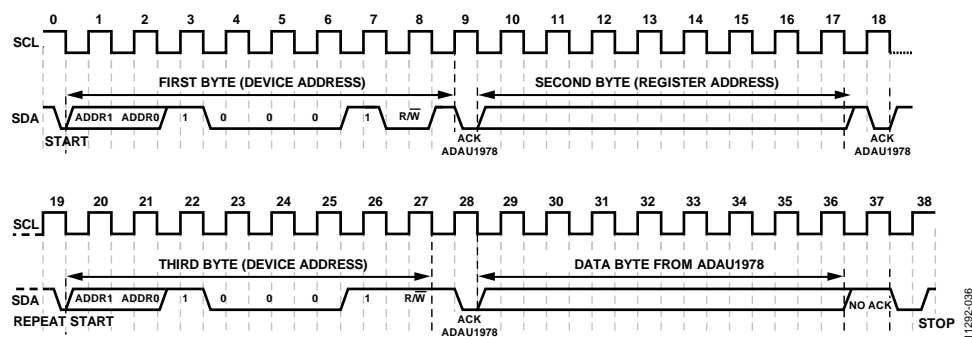 0 1 2 3 4 5 6 7 8 9 10 11 12 13 14 15 16 17 18
SCL
FIRST BYTE (DEVICE ADDRESS) SECOND BYTE (REGISTER ADDRESS)
SDA ADDR1 ADDR0 1 0 0 0 1 R/W̅
START ACK ADAU1978 ACK ADAU1978
19 20 21 22 23 24 25 26 27 28 29 30 31 32 33 34 35 36 37 38
SCL
THIRD BYTE (DEVICE ADDRESS) DATA BYTE FROM ADAU1978
SDA ADDR1 ADDR0 1 0 0 0 1 R/W̅ NO ACK
REPEAT START ACK ADAU1978 STOP
11292-036